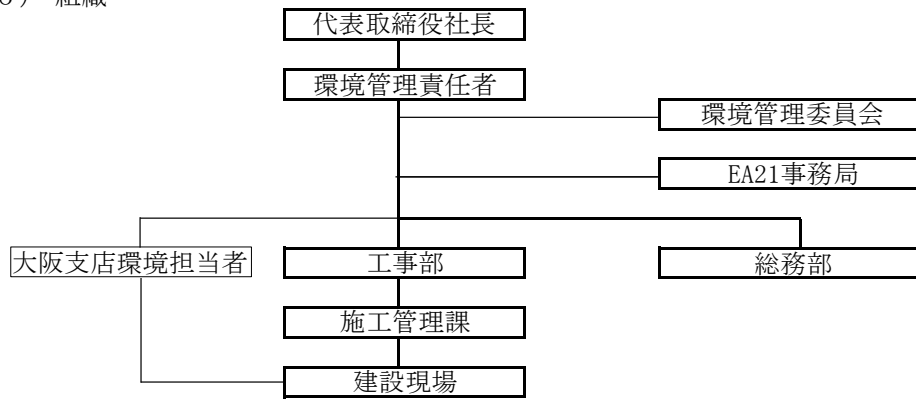 組織
代表取締役社長
環境管理責任者
環境管理委員会
EA21事務局
大阪支店環境担当者
工事部
総務部
施工管理課
建設現場